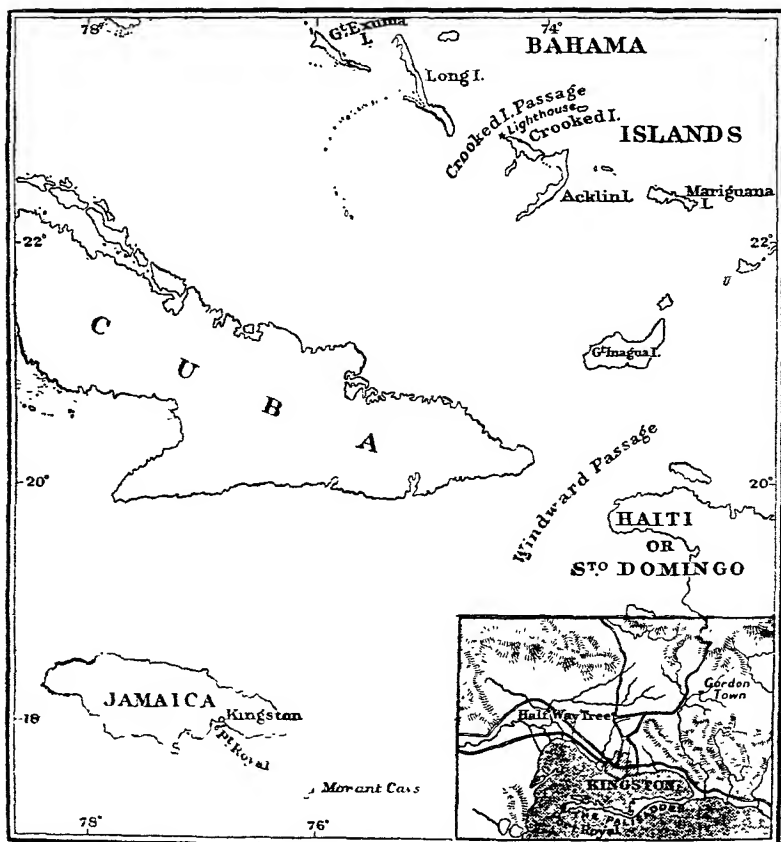 78°
76°
74°
Gt. Exuma
I.
BAHAMA
Long I.
Crooked I. Passage
Lighthouse
Crooked I.
ISLANDS
Acklin I.
Mariguana
I.
22°
22°
CUBA
Gt. Inagua I.
Windward Passage
20°
20°
HAITI
OR
STO. DOMINGO
JAMAICA
Kingston
Pt. Royal
18°
Morant Cays
78°
76°
Gordon
Town
Half Way Tree
KINGSTON
THE PALISADOES
Royal